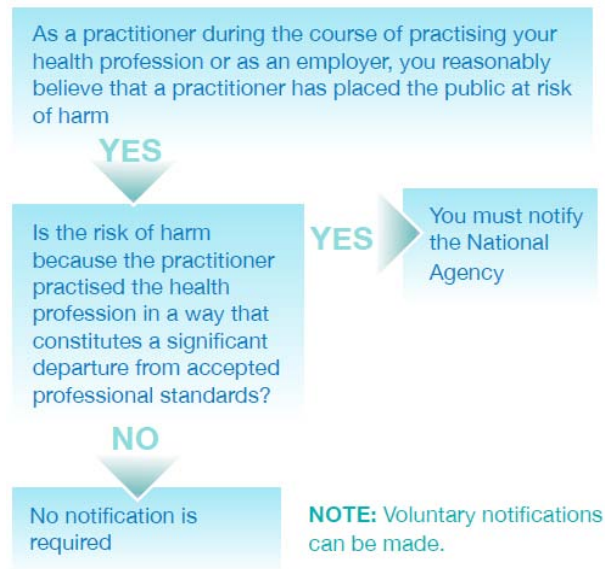 As a practitioner during the course of practising your
health profession or as an employer, you reasonably
believe that a practitioner has placed the public at risk
of harm
YES
Is the risk of harm
because the practitioner
practised the health
profession in a way that
constitutes a significant
departure from accepted
professional standards?
YES
You must notify
the National
Agency
NO
No notification is
required
NOTE: Voluntary notifications
can be made.